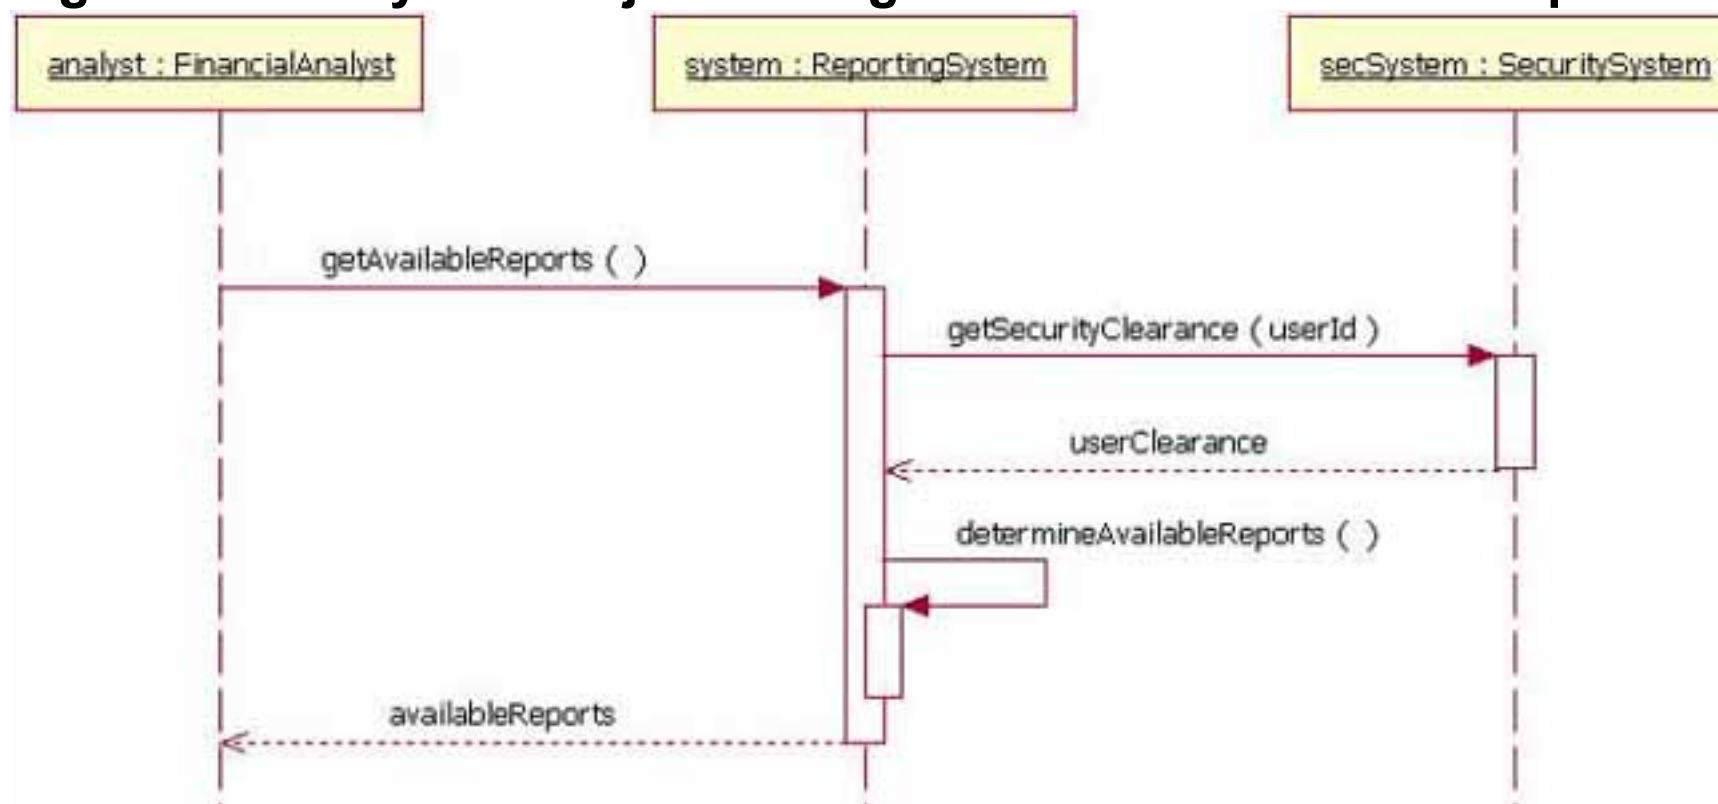 analyst : FinancialAnalyst
system : ReportingSystem
secSystem : SecuritySystem
getAvailableReports ( )
getSecurityClearance ( userId )
userClearance
determineAvailableReports ( )
availableReports